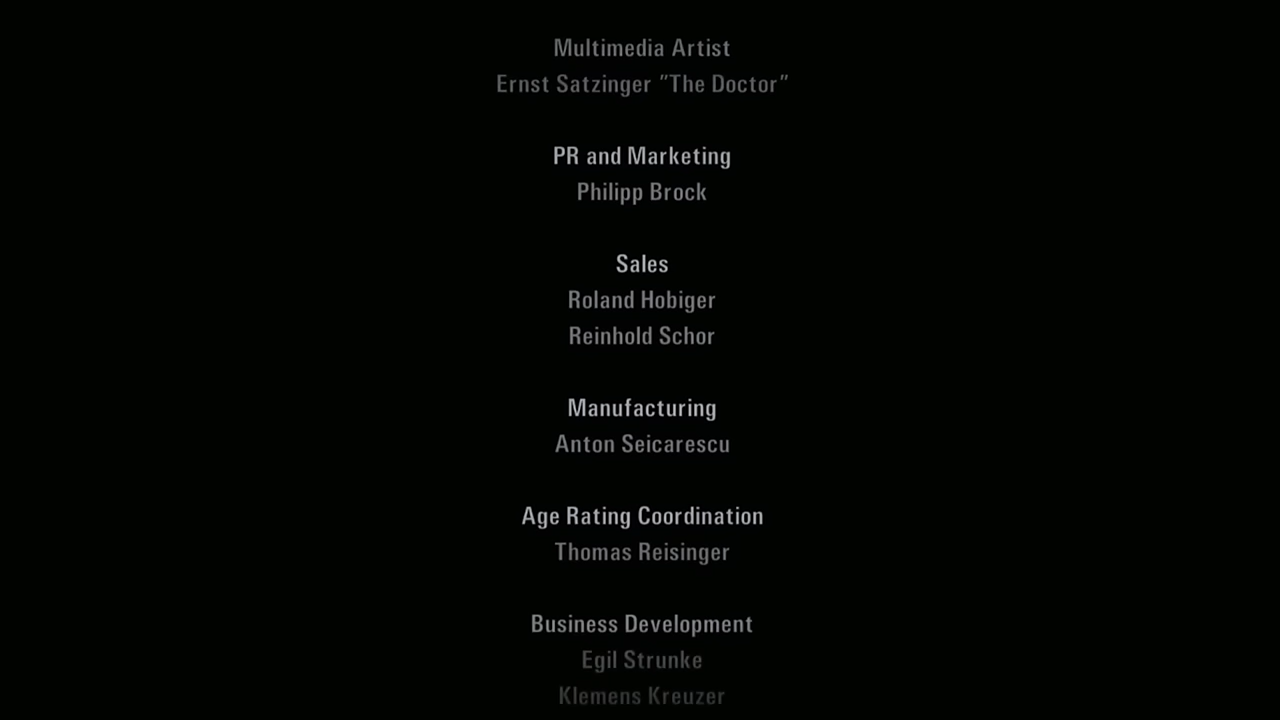 Multimedia Artist
Ernst Satzinger "The Doctor"
PR and Marketing
Philipp Brock
Sales
Roland Hobiger
Reinhold Schor
Manufacturing
Anton Seicarescu
Age Rating Coordination
Thomas Reisinger
Business Development
Egil Strunke
Klemens Kreuzer